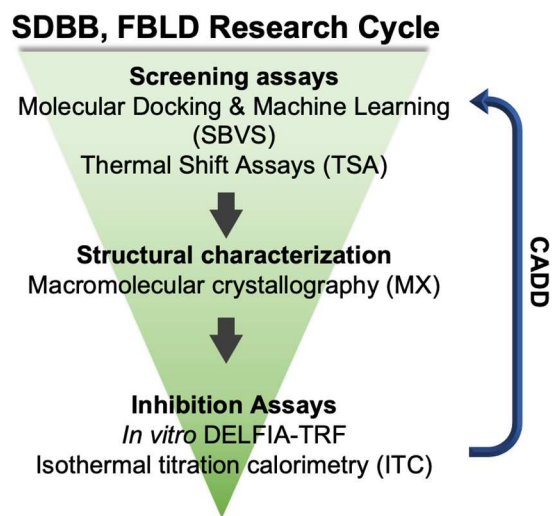 SDBB, FBLD Research Cycle
Screening assays
Molecular Docking & Machine Learning
(SBVS)
Thermal Shift Assays (TSA)
Structural characterization
Macromolecular crystallography (MX)
Inhibition Assays
In vitro DELFIA-TRF
Isothermal titration calorimetry (ITC)
CADD